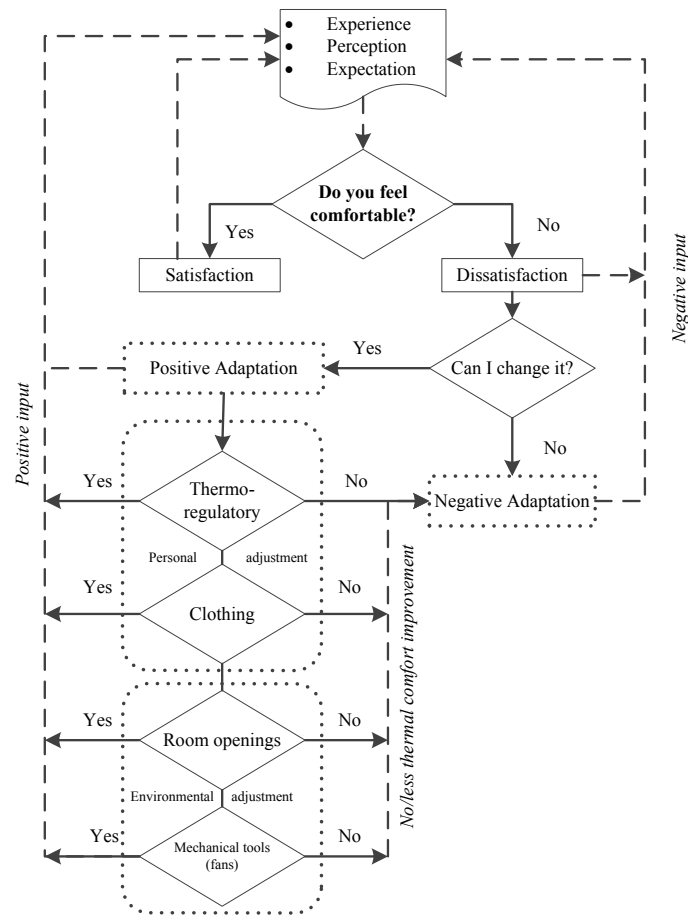 • Experience
• Perception
• Expectation
Do you feel
comfortable?
Yes
No
Satisfaction
Dissatisfaction
Negative input
Can I change it?
Yes
Positive Adaptation
No
Negative Adaptation
Positive input
Yes
Thermo-
regulatory
No
Personal adjustment
Yes
Clothing
No
No/less thermal comfort improvement
Yes
Room openings
No
Environmental adjustment
Yes
Mechanical tools
(fans)
No